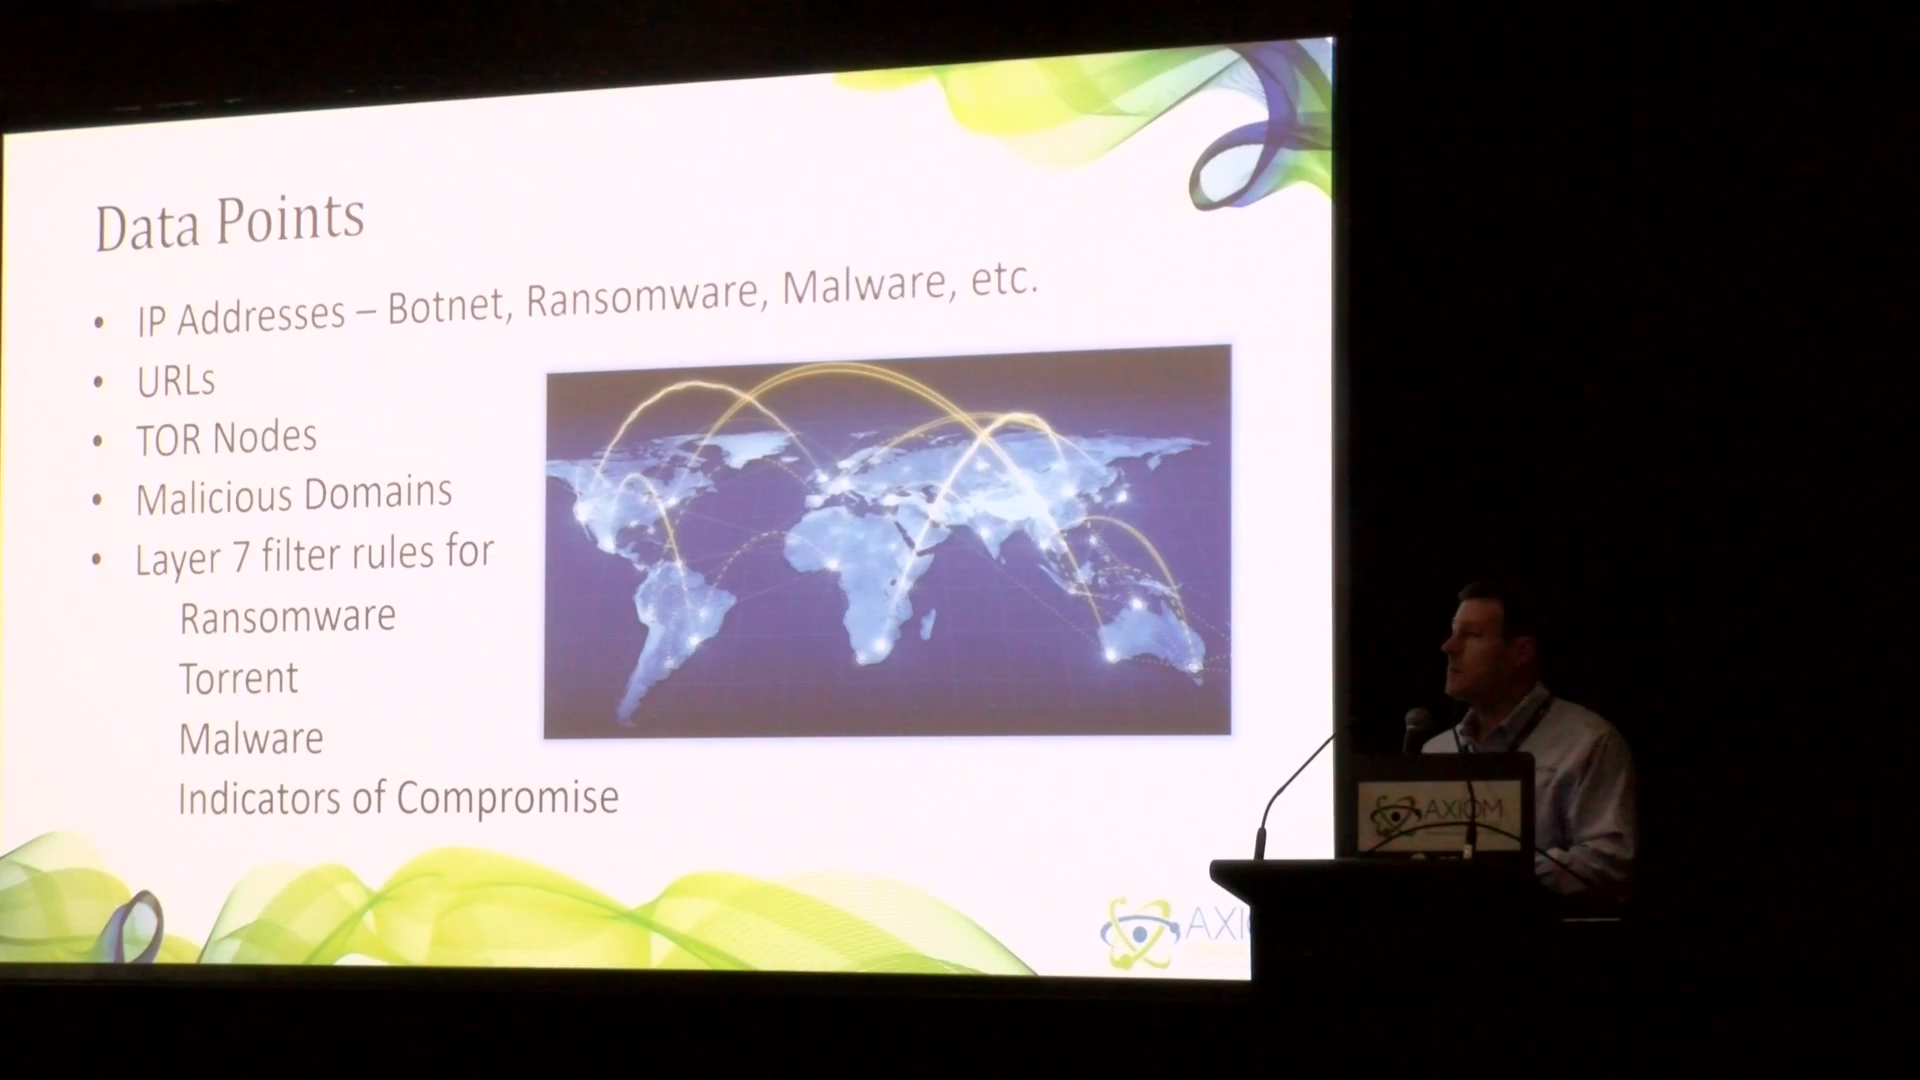 Data Points
• IP Addresses – Botnet, Ransomware, Malware, etc.
• URLs
• TOR Nodes
• Malicious Domains
• Layer 7 filter rules for
Ransomware
Torrent
Malware
Indicators of Compromise
AXIOM
AXI